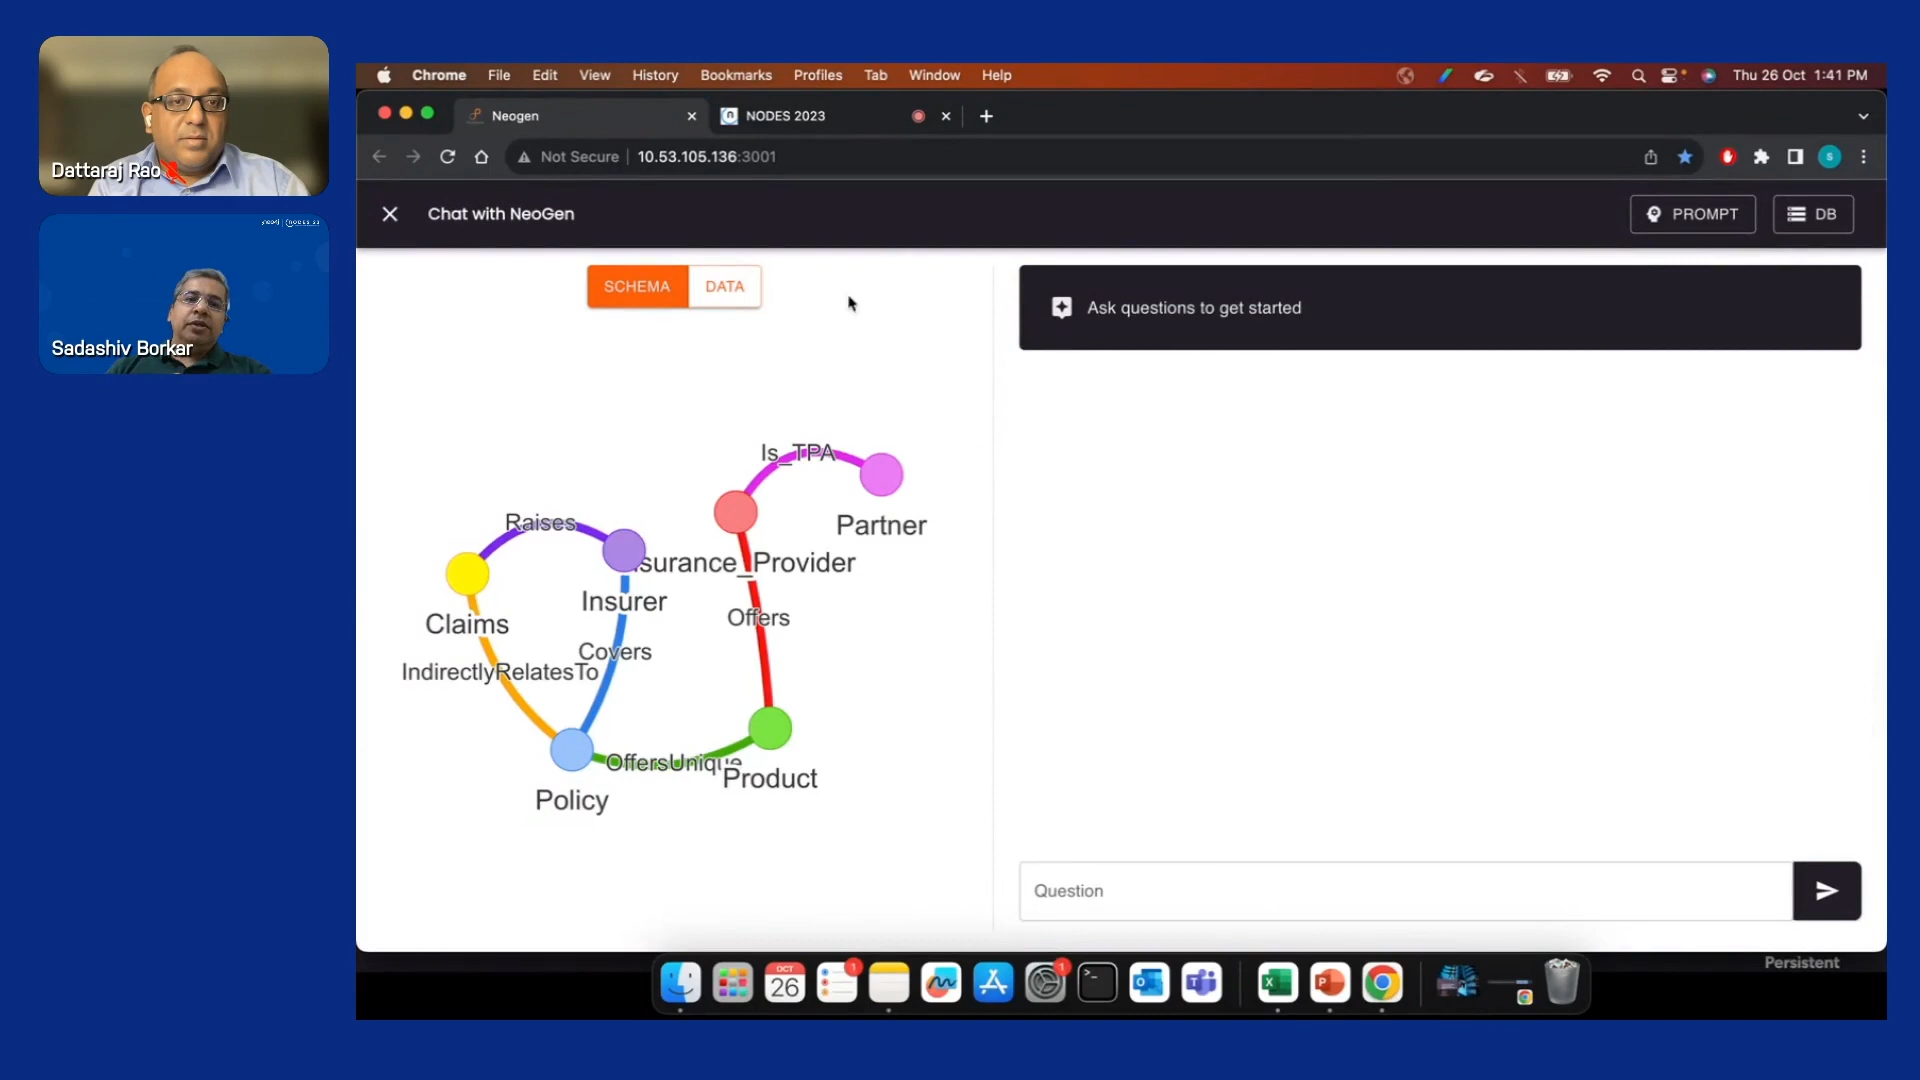 Dattaraj Rao
Sadashiv Borkar
Chrome File Edit View History Bookmarks Profiles Tab Window Help
Thu 26 Oct 1:41 PM
Neogen
NODES 2023
Not Secure 10.53.105.136:3001
S
Chat with NeoGen
PROMPT
DB
SCHEMA
DATA
Ask questions to get started
Is_TPA
Partner
Raises
surance_Provider
Insurer
Claims
Offers
Covers
IndirectlyRelatesTo
OffersUnique
Product
Policy
Question
Persistent
OCT
26
1
1